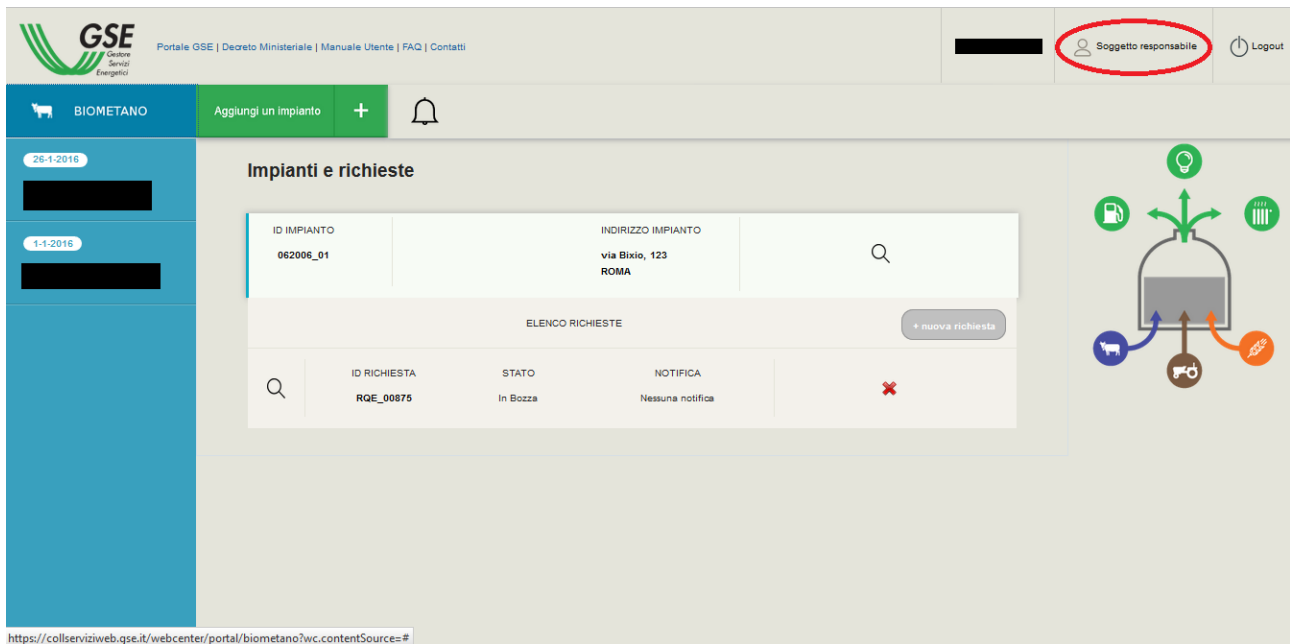 GSE
Gestore
Servizi
Energetici
Portale GSE | Decreto Ministeriale | Manuale Utente | FAQ | Contatti
Soggetto responsabile
Logout
BIOMETANO
Aggiungi un impianto +
26-1-2016
1-1-2016
Impianti e richieste
ID IMPIANTO
062006_01
INDIRIZZO IMPIANTO
via Bixio, 123
ROMA
ELENCO RICHIESTE
+ nuova richiesta
ID RICHIESTA
RQE_00875
STATO
In Bozza
NOTIFICA
Nessuna notifica
https://collserviziweb.gse.it/webcenter/portal/biometano?wc.contentSource=#